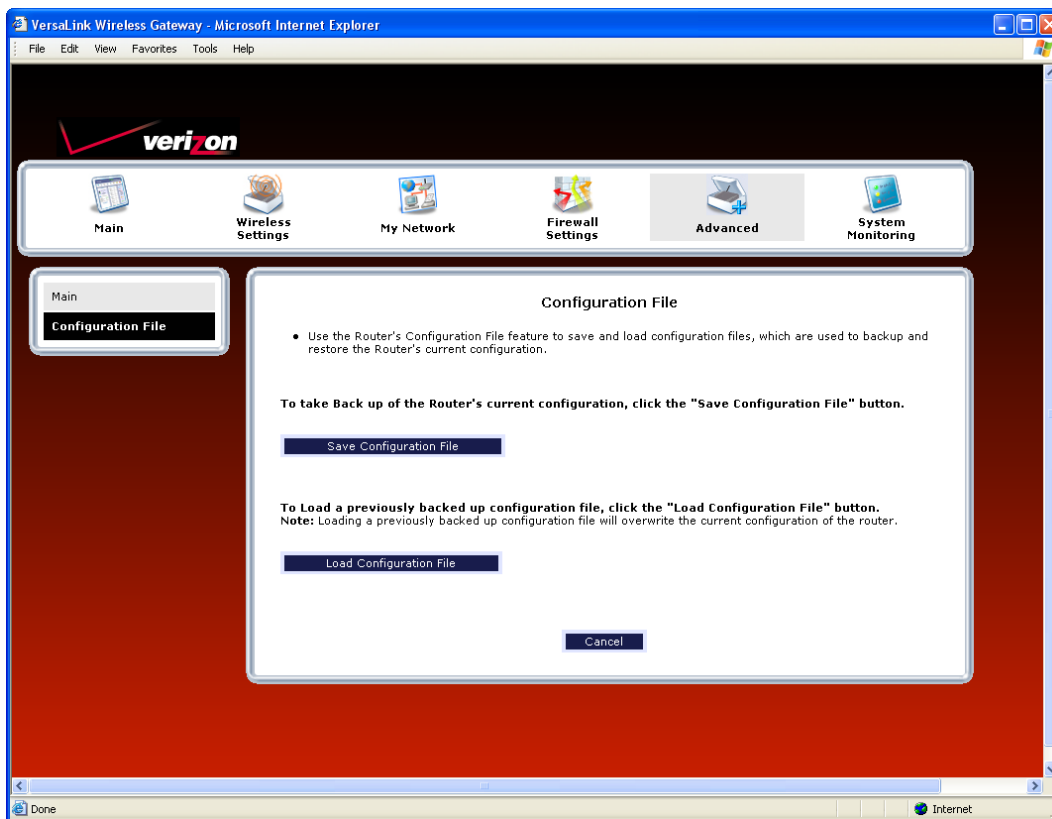 VersaLink Wireless Gateway - Microsoft Internet Explorer
File Edit View Favorites Tools Help
verizon
Main
Wireless
Settings
My Network
Firewall
Settings
Advanced
System
Monitoring
Main
Configuration File
Configuration File
• Use the Router's Configuration File feature to save and load configuration files, which are used to backup and
restore the Router's current configuration.
To take Back up of the Router's current configuration, click the "Save Configuration File" button.
Save Configuration File
To Load a previously backed up configuration file, click the "Load Configuration File" button.
Note: Loading a previously backed up configuration file will overwrite the current configuration of the router.
Load Configuration File
Cancel
Done
Internet